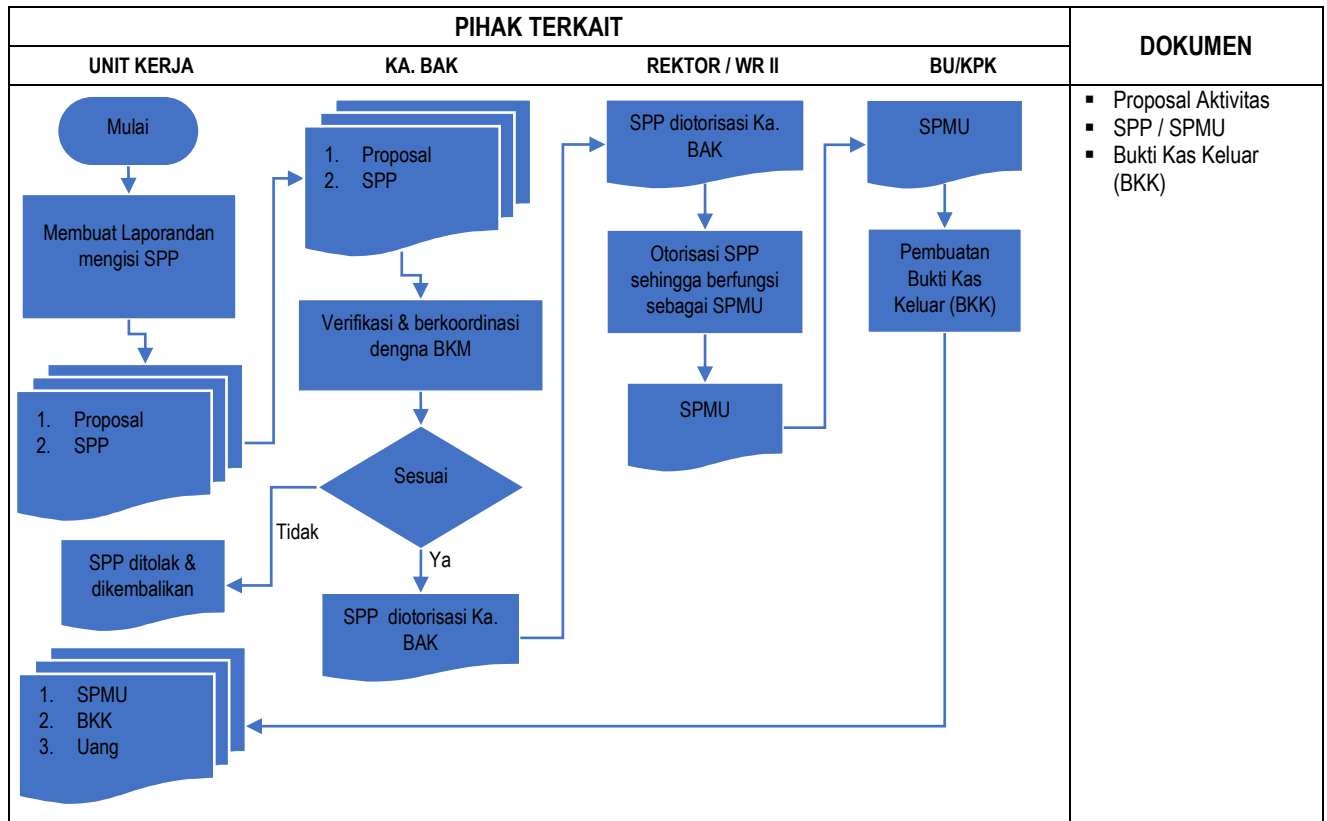 PIHAK TERKAIT
DOKUMEN
UNIT KERJA
KA. BAK
REKTOR / WR II
BU/KPK
Mulai
Membuat Laporandan
mengisi SPP
1. Proposal
2. SPP
SPP ditolak &
dikembalikan
1. SPMU
2. BKK
3. Uang
1. Proposal
2. SPP
Verifikasi & berkoordinasi
dengna BKM
Sesuai
Tidak
Ya
SPP diotorisasi Ka.
BAK
SPP diotorisasi Ka.
BAK
Otorisasi SPP
sehingga berfungsi
sebagai SPMU
SPMU
SPMU
Pembuatan
Bukti Kas
Keluar (BKK)
▪ Proposal Aktivitas
▪ SPP / SPMU
▪ Bukti Kas Keluar
(BKK)